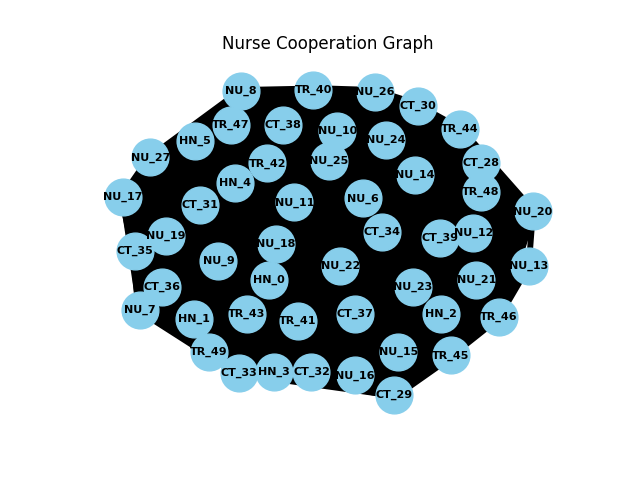 Nurse Cooperation Graph
NU_8
TR_40
NU_26
CT_30
TR_47
CT_38
NU_10
TR_44
HN_5
NU_24
NU_27
TR_42
NU_25
CT_28
HN_4
NU_14
TR_48
NU_17
CT_31
NU_11
NU_6
NU_20
NU_19
CT_34
CT_39
NU_12
CT_35
NU_18
NU_9
NU_22
NU_13
HN_0
NU_21
CT_36
NU_23
NU_7
HN_1
TR_43
TR_41
CT_37
HN_2
TR_46
TR_49
NU_15
TR_45
CT_33
HN_3
CT_32
NU_16
CT_29